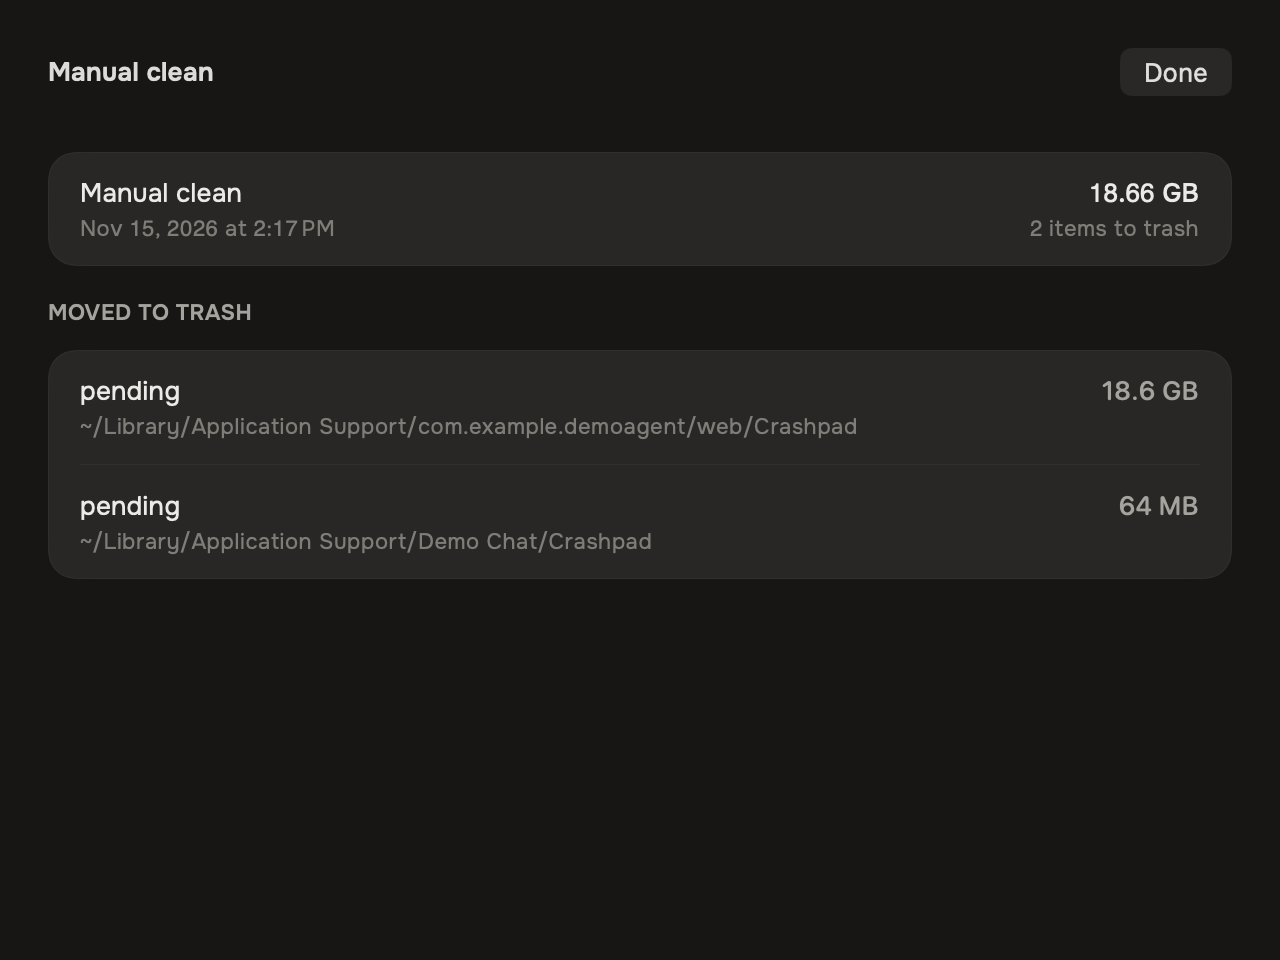 Manual clean
Done
Manual clean
18.66 GB
Nov 15, 2026 at 2:17 PM
2 items to trash
MOVED TO TRASH
pending
18.6 GB
~/Library/Application Support/com.example.demoagent/web/Crashpad
pending
64 MB
~/Library/Application Support/Demo Chat/Crashpad